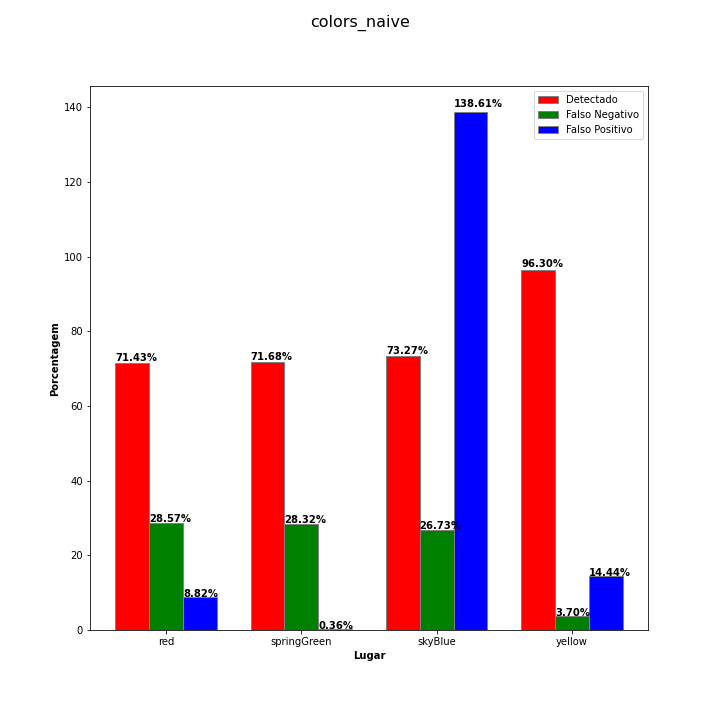 colors_naive
138.61%
Detectado
Falso Negativo
Falso Positivo
140
120
100
80
60
40
20
0
Porcentagem
71.43%
28.57%
8.82%
71.68%
28.32%
0.36%
73.27%
26.73%
96.30%
3.70%
14.44%
red springGreen skyBlue yellow
Lugar